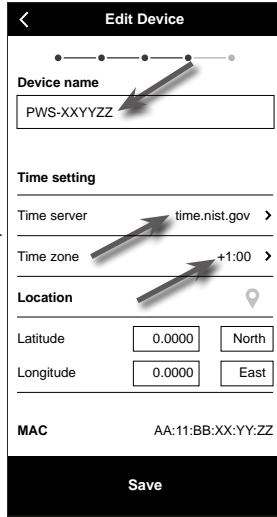 Edit Device
Device name
PWS-XXYYZZ
Time setting
Time server time.nist.gov >
Time zone +1:00 >
Location
Latitude 0.0000 North
Longitude 0.0000 East
MAC AA:11:BB:XX:YY:ZZ
Save